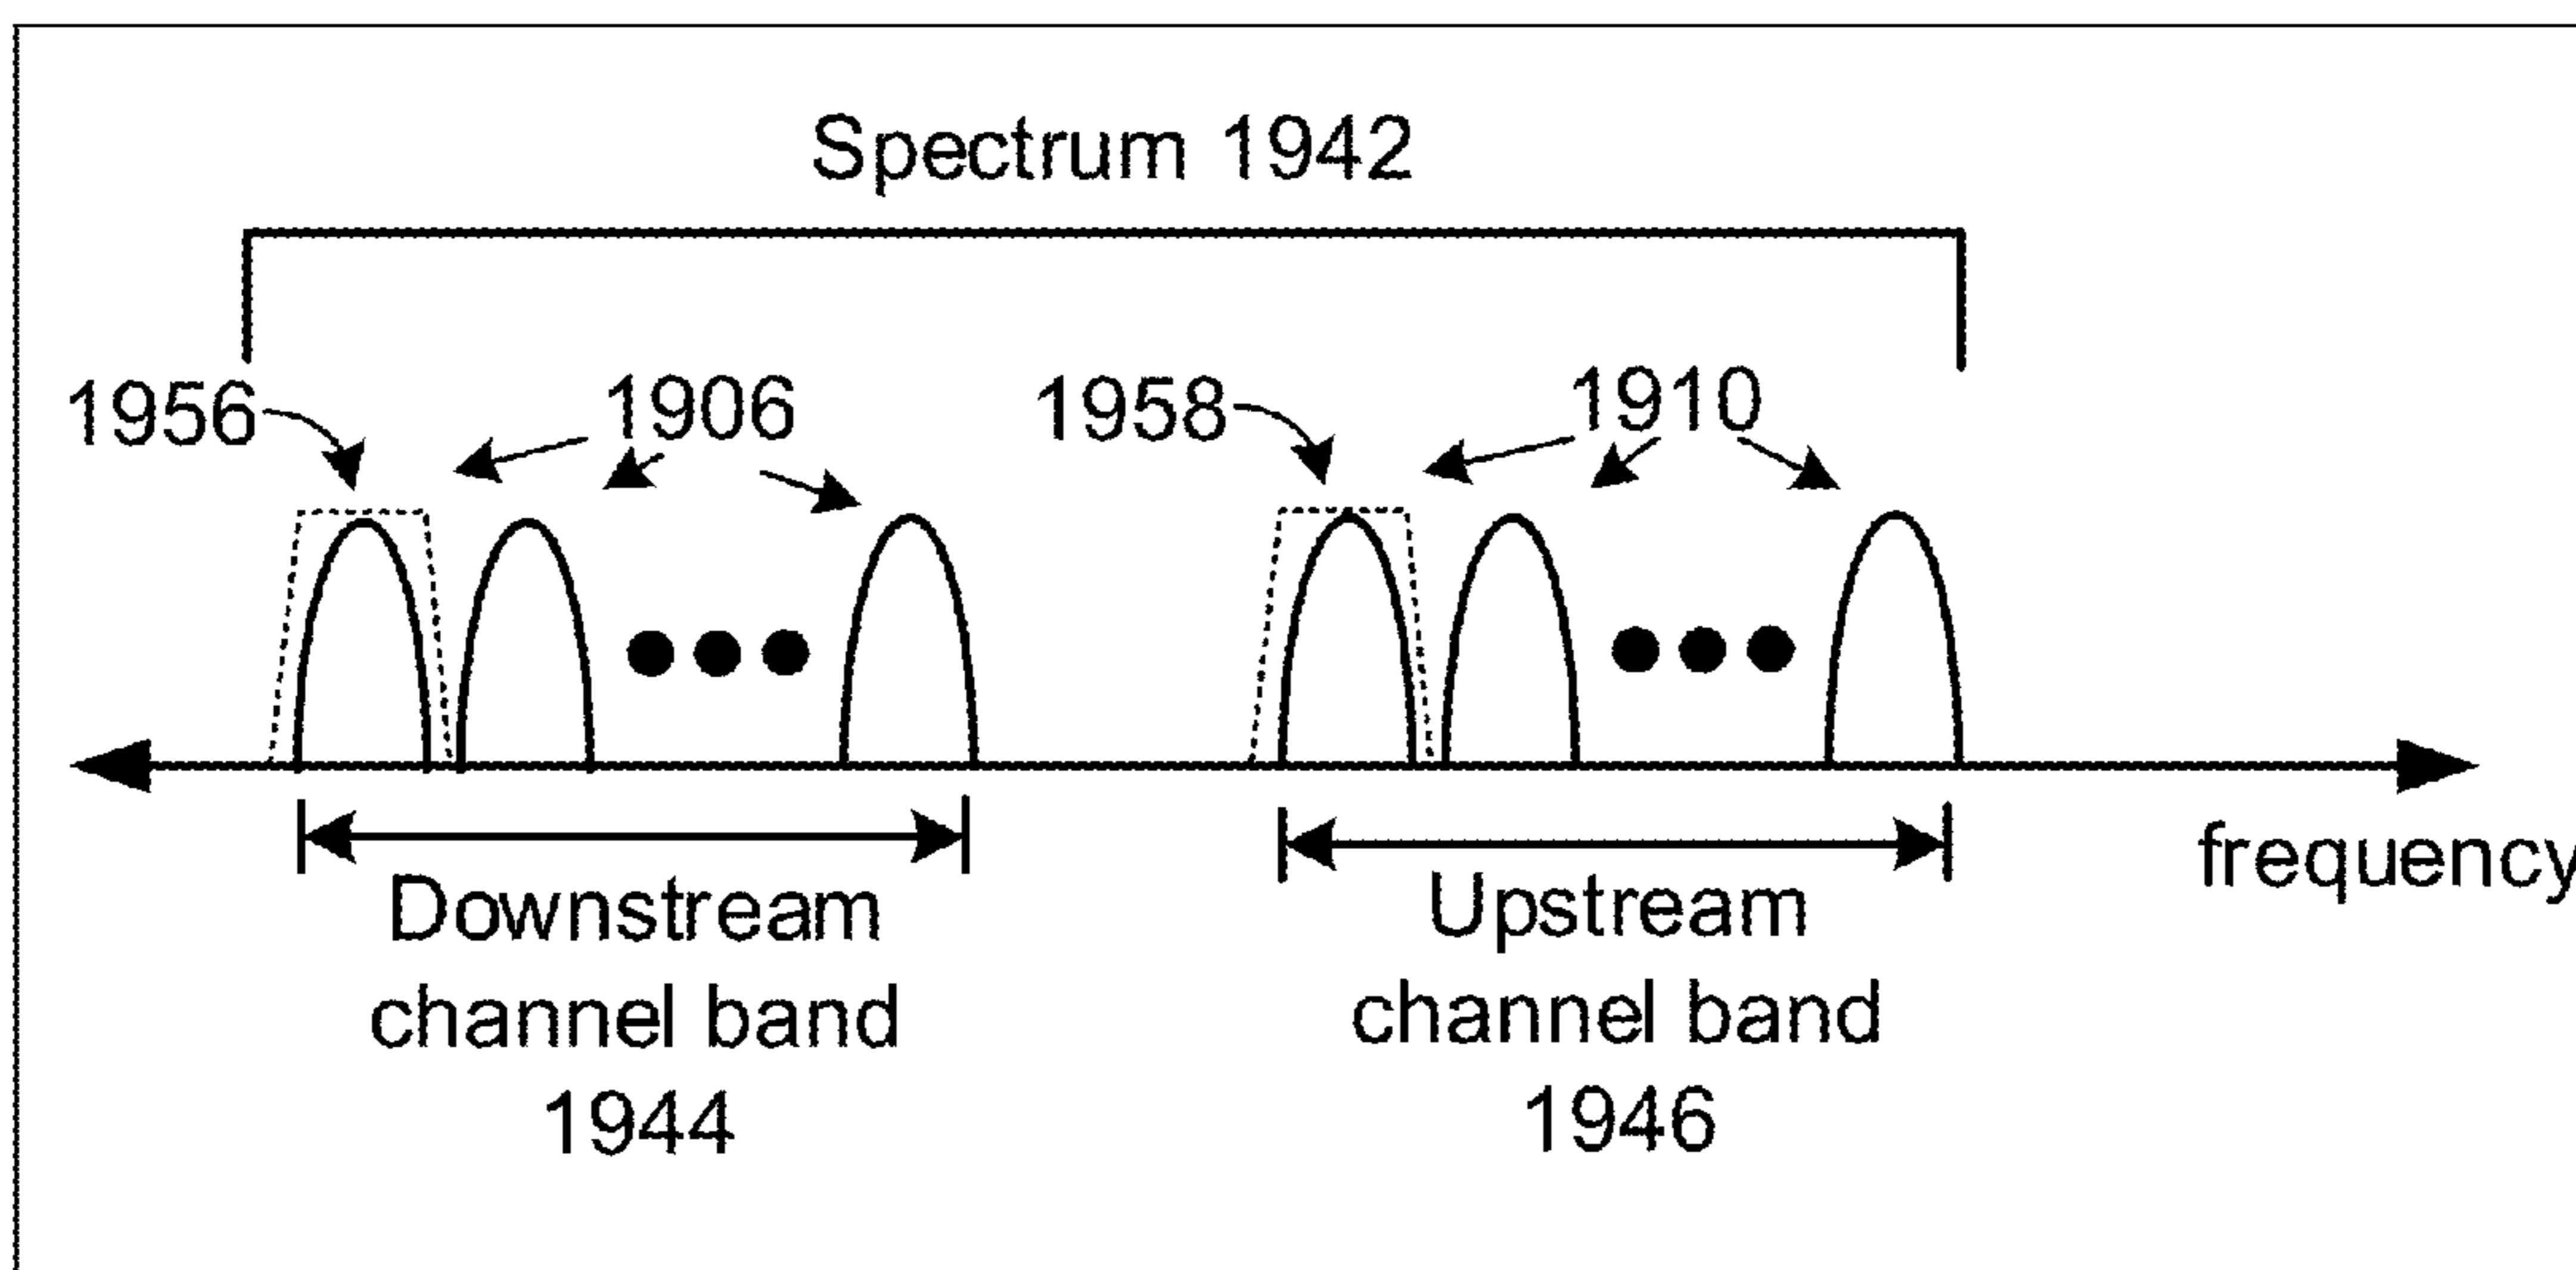 Spectrum 1942
1956
1906
1958
1910
frequency
Downstream
channel band
1944
Upstream
channel band
1946